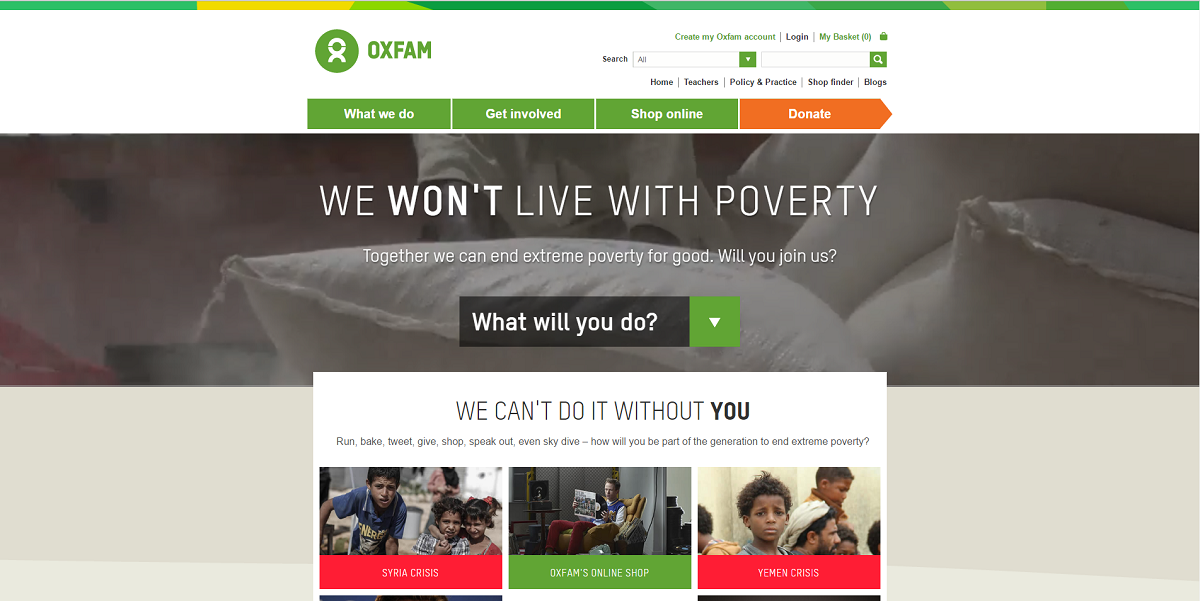 OXFAM
Create my Oxfam account | Login | My Basket (0)
Search All
Home | Teachers | Policy & Practice | Shop finder | Blogs
What we do
Get involved
Shop online
Donate
WE WON'T LIVE WITH POVERTY
Together we can end extreme poverty for good. Will you join us?
What will you do?
WE CAN'T DO IT WITHOUT YOU
Run, bake, tweet, give, shop, speak out, even sky dive – how will you be part of the generation to end extreme poverty?
SYRIA CRISIS
OXFAM'S ONLINE SHOP
YEMEN CRISIS